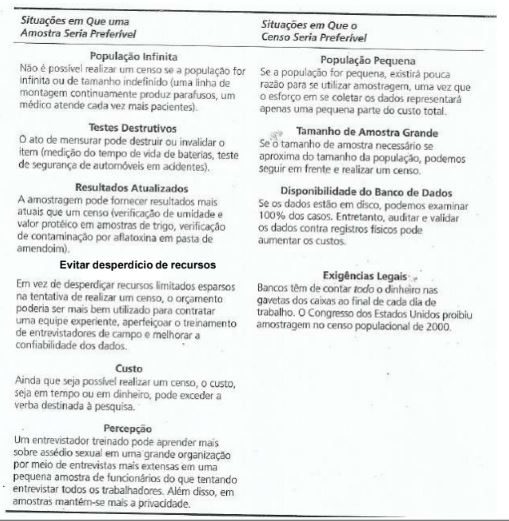 Situações em Que uma
Amostra Seria Preferível
População Infinita
Não é possível realizar um censo se a população for
infinita ou de tamanho indefinido (uma linha de
montagem continuamente produz parafusos, um
médico atende cada vez mais pacientes).
Testes Destrutivos
O ato de mensurar pode destruir ou invalidar o
item (medição do tempo de vida de baterias, teste
de segurança de automóveis em acidentes).
Resultados Atualizados
A amostragem pode fornecer resultados mais
atuais que um censo (verificação de umidade e
valor protéico em amostras de trigo, verificação
de contaminação por aflatoxina em pasta de
amendoim).
Evitar desperdício de recursos
Em vez de desperdiçar recursos limitados esparsos
na tentativa de realizar um censo, o orçamento
poderia ser mais bem utilizado para contratar
uma equipe experiente, aperfeiçoar o treinamento
de entrevistadores de campo e melhorar a
confiabilidade dos dados.
Custo
Ainda que seja possível realizar um censo, o custo,
seja em tempo ou em dinheiro, pode exceder a
verba destinada à pesquisa.
Percepção
Um entrevistador treinado pode aprender mais
sobre assédio sexual em uma grande organização
por meio de entrevistas mais extensas em uma
pequena amostra de funcionários do que tentando
entrevistar todos os trabalhadores. Além disso, em
amostras mantém-se mais a privacidade.
Situações em Que o
Censo Seria Preferível
População Pequena
Se a população for pequena, existirá pouca
razão para se utilizar amostragem, uma vez que
o esforço em se coletar os dados representará
apenas uma pequena parte do custo total.
Tamanho de Amostra Grande
Se o tamanho de amostra necessário se
aproxima do tamanho da população, podemos
seguir em frente e realizar um censo.
Disponibilidade do Banco de Dados
Se os dados estão em disco, podemos examinar
100% dos casos. Entretanto, auditar e validar
os dados contra registros físicos pode
aumentar os custos.
Exigências Legais
Bancos têm de contar todo o dinheiro nas
gavetas dos caixas ao final de cada dia de
trabalho. O Congresso dos Estados Unidos proibiu
amostragem no censo populacional de 2000.